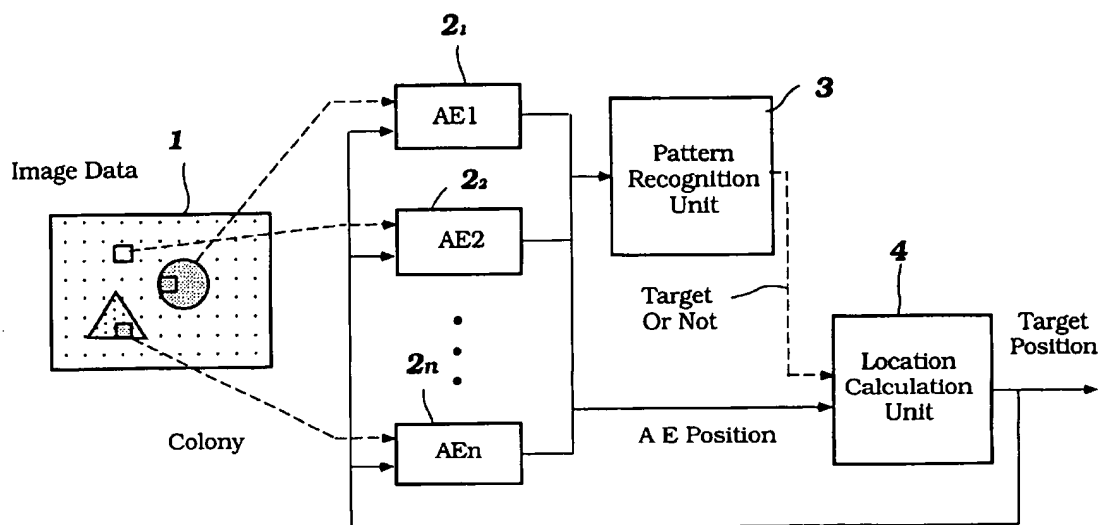 2₁
AE1
3
Pattern
Recognition
Unit
1
Image Data
2₂
AE2
4
Target
Or Not
Target
Position
Location
Calculation
Unit
2n
AEn
A E Position
Colony